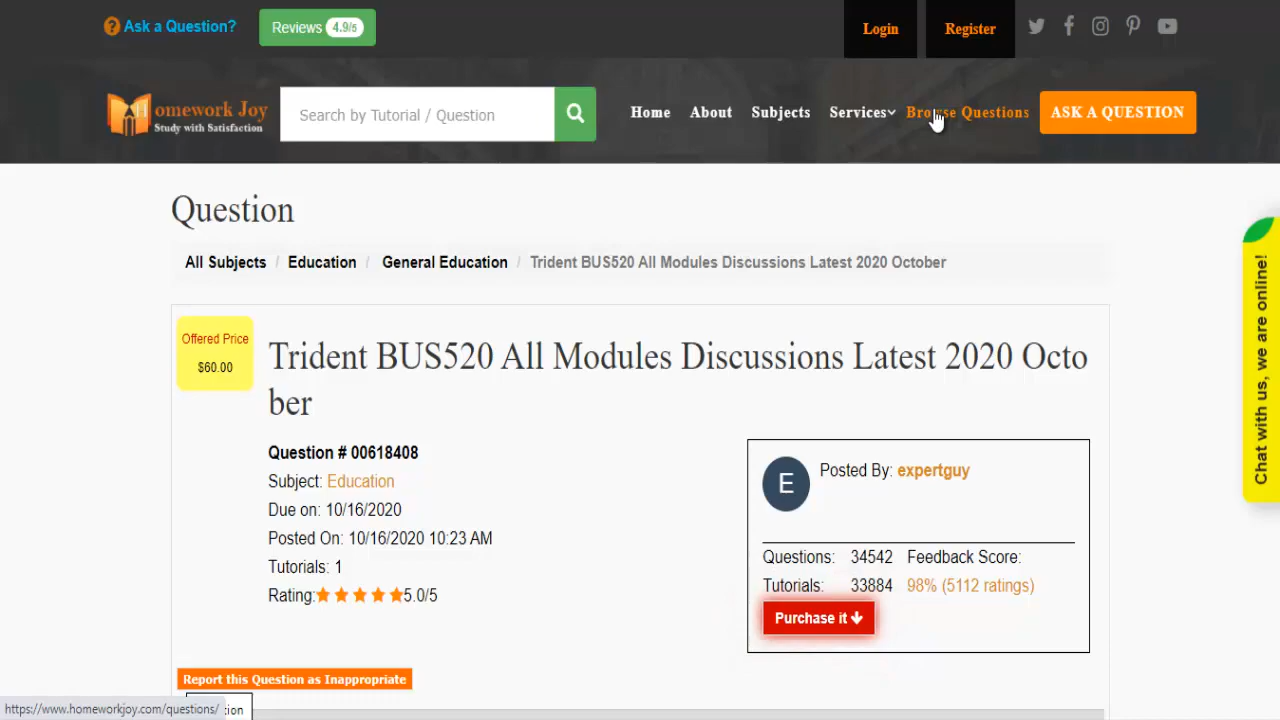 Ask a Question?
Reviews 4.9/5
Login
Register
omework Joy
Study with Satisfaction
Search by Tutorial / Question
Home
About
Subjects
Services
Browse Questions
ASK A QUESTION
Question
All Subjects / Education / General Education / Trident BUS520 All Modules Discussions Latest 2020 October
Offered Price
$60.00
Trident BUS520 All Modules Discussions Latest 2020 Octo
ber
Question # 00618408
Subject: Education
Due on: 10/16/2020
Posted On: 10/16/2020 10:23 AM
Tutorials: 1
Rating: 5.0/5
E
Posted By: expertguy
Questions: 34542 Feedback Score:
Tutorials: 33884 98% (5112 ratings)
Purchase it
Report this Question as Inappropriate
https://www.homeworkjoy.com/questions/
Chat with us, we are online!